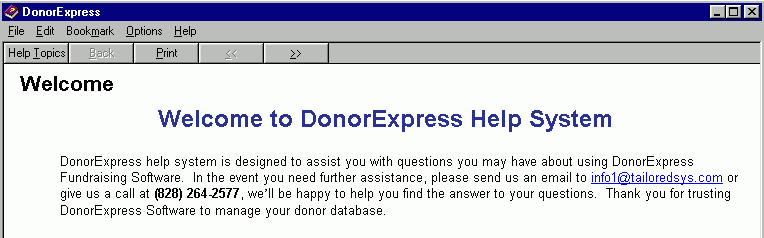 DonorExpress
File Edit Bookmark Options Help
Help Topics Back Print << >>
Welcome
Welcome to DonorExpress Help System
DonorExpress help system is designed to assist you with questions you may have about using DonorExpress
Fundraising Software. In the event you need further assistance, please send us an email to info1@tailoredsys.com or
give us a call at (828) 264-2577, we'll be happy to help you find the answer to your questions. Thank you for trusting
DonorExpress Software to manage your donor database.